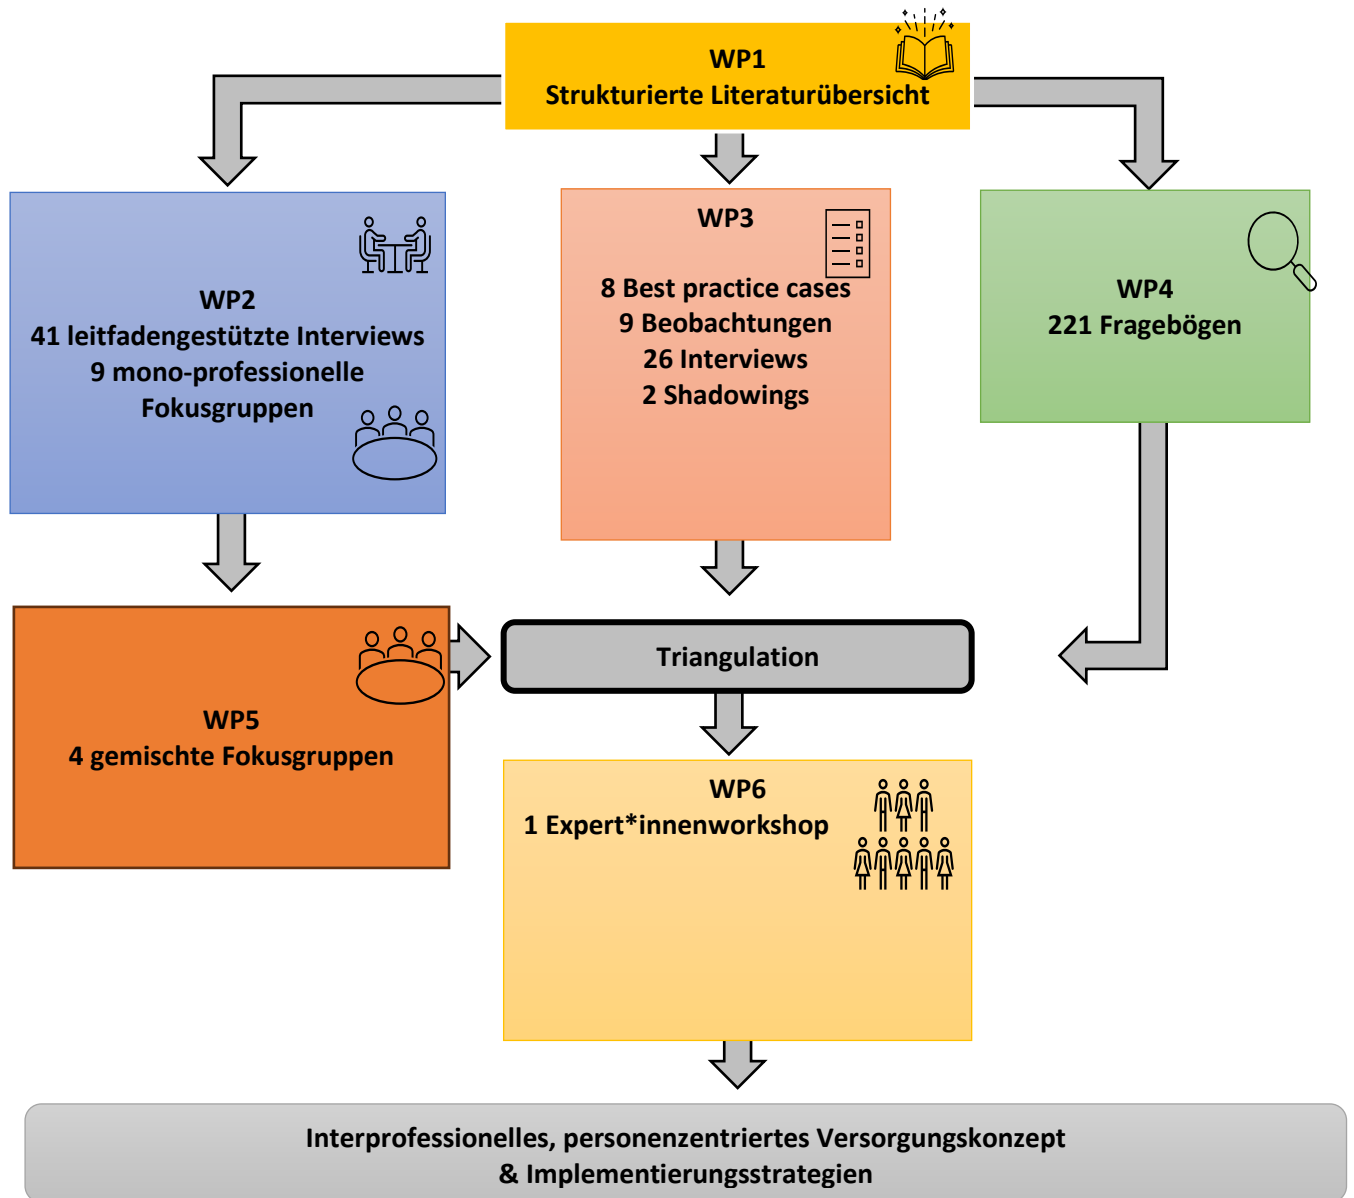 WP1
Strukturierte Literaturübersicht
WP2
41 leitfadengestützte Interviews
9 mono-professionelle
Fokusgruppen
WP3
8 Best practice cases
9 Beobachtungen
26 Interviews
2 Shadowings
WP4
221 Fragebögen
WP5
4 gemischte Fokusgruppen
Triangulation
WP6
1 Expert*innenworkshop
Interprofessionelles, personenzentriertes Versorgungskonzept
& Implementierungsstrategien